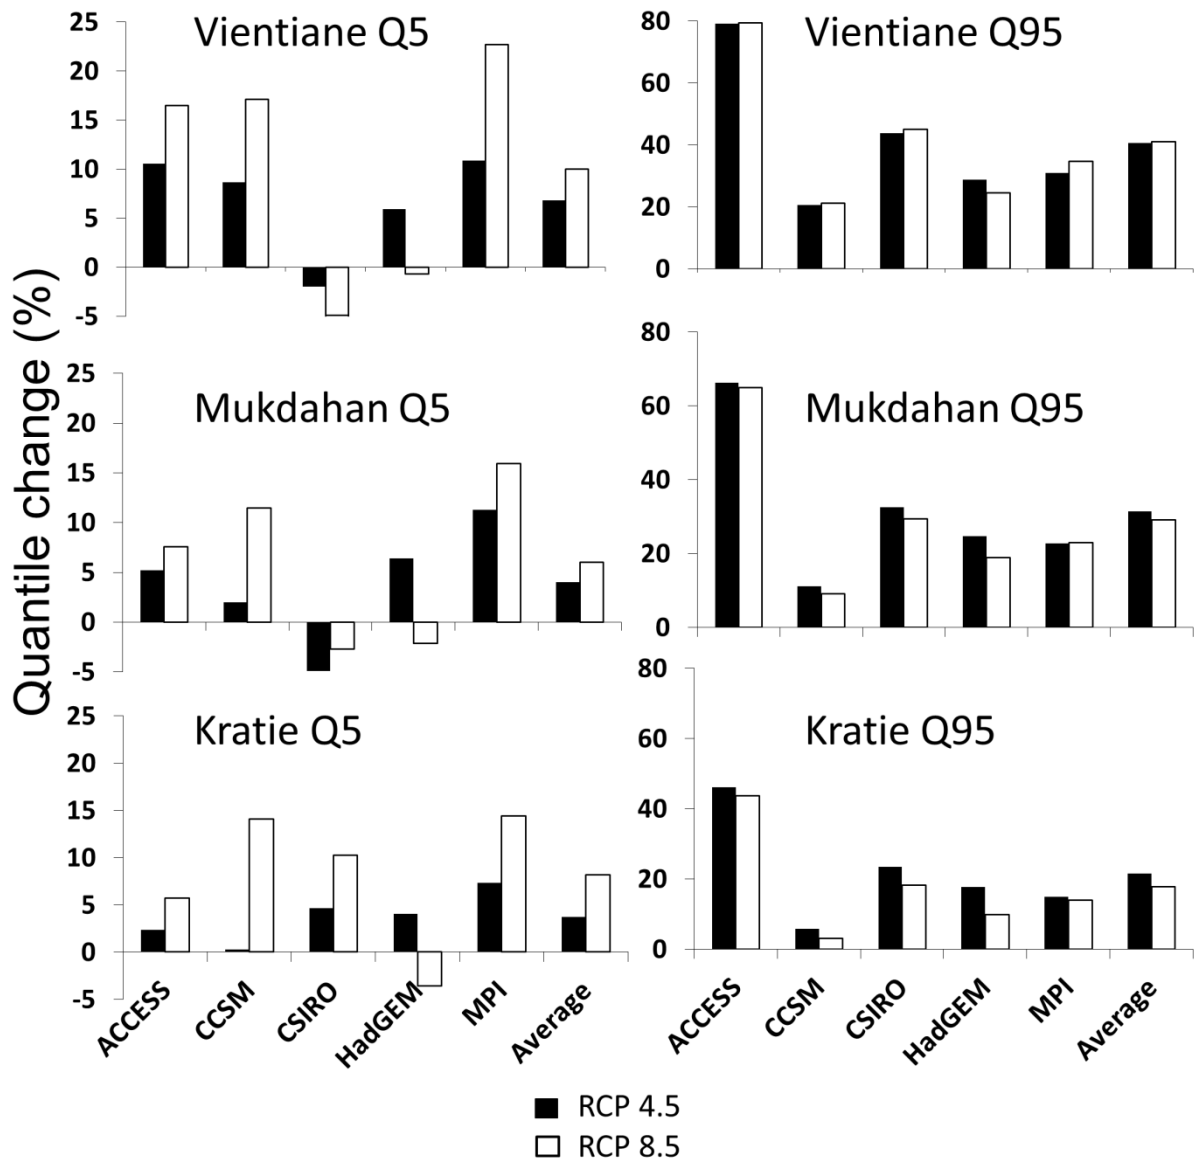 Quantile change (%)
Vientiane Q5
25
20
15
10
5
0
-5
Vientiane Q95
80
60
40
20
0
Mukdahan Q5
25
20
15
10
5
0
-5
Mukdahan Q95
80
60
40
20
0
Kratie Q5
25
20
15
10
5
0
-5
ACCESS
CCSM
CSIRO
HadGEM
MPI
Average
Kratie Q95
80
60
40
20
0
ACCESS
CCSM
CSIRO
HadGEM
MPI
Average
RCP 4.5
RCP 8.5